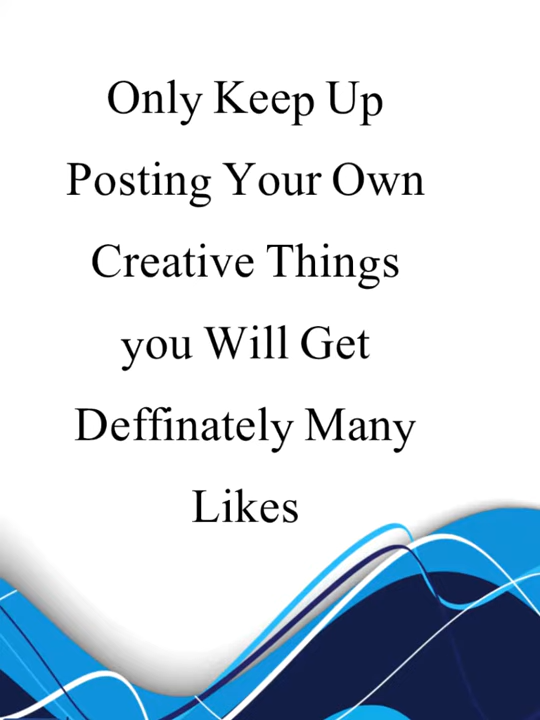 Only Keep Up
Posting Your Own
Creative Things
you Will Get
Deffinately Many
Likes